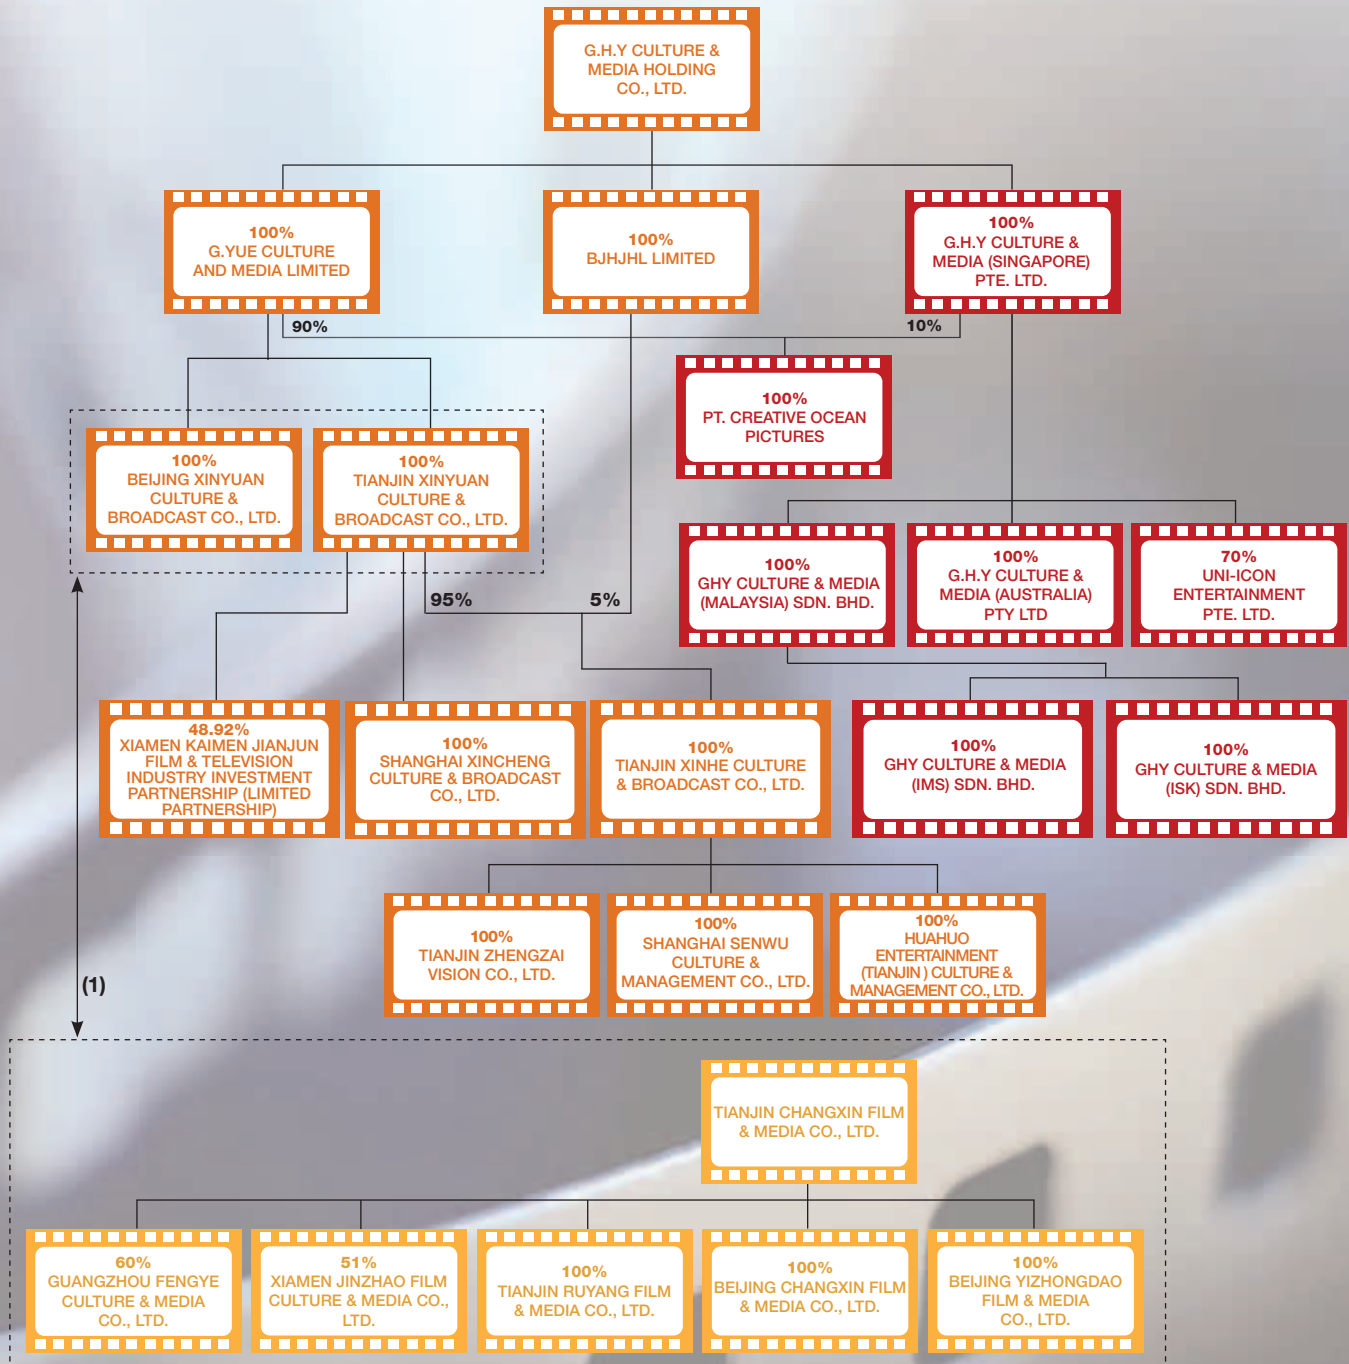 G.H.Y CULTURE &
MEDIA HOLDING
CO., LTD.
100%
G.YUE CULTURE
AND MEDIA LIMITED
100%
BJHJHL LIMITED
100%
G.H.Y CULTURE &
MEDIA (SINGAPORE)
PTE. LTD.
90%
10%
100%
PT. CREATIVE OCEAN
PICTURES
100%
BEIJING XINYUAN
CULTURE &
BROADCAST CO., LTD.
100%
TIANJIN XINYUAN
CULTURE &
BROADCAST CO., LTD.
100%
GHY CULTURE & MEDIA
(MALAYSIA) SDN. BHD.
100%
G.H.Y CULTURE &
MEDIA (AUSTRALIA)
PTY LTD
70%
UNI-ICON
ENTERTAINMENT
PTE. LTD.
95%
5%
48.92%
XIAMEN KAIMEN JIANJUN
FILM & TELEVISION
INDUSTRY INVESTMENT
PARTNERSHIP (LIMITED
PARTNERSHIP)
100%
SHANGHAI XINCHENG
CULTURE & BROADCAST
CO., LTD.
100%
TIANJIN XINHE CULTURE
& BROADCAST CO., LTD.
100%
GHY CULTURE & MEDIA
(IMS) SDN. BHD.
100%
GHY CULTURE & MEDIA
(ISK) SDN. BHD.
100%
TIANJIN ZHENGZAI
VISION CO., LTD.
100%
SHANGHAI SENWU
CULTURE &
MANAGEMENT CO., LTD.
100%
HUAHUO
ENTERTAINMENT
(TIANJIN ) CULTURE &
MANAGEMENT CO., LTD.
(1)
TIANJIN CHANGXIN FILM
& MEDIA CO., LTD.
60%
GUANGZHOU FENGYE
CULTURE & MEDIA
CO., LTD.
51%
XIAMEN JINZHAO FILM
CULTURE & MEDIA CO.,
LTD.
100%
TIANJIN RUYANG FILM
& MEDIA CO., LTD.
100%
BEIJING CHANGXIN FILM
& MEDIA CO., LTD.
100%
BEIJING YIZHONGDAO
FILM & MEDIA
CO., LTD.